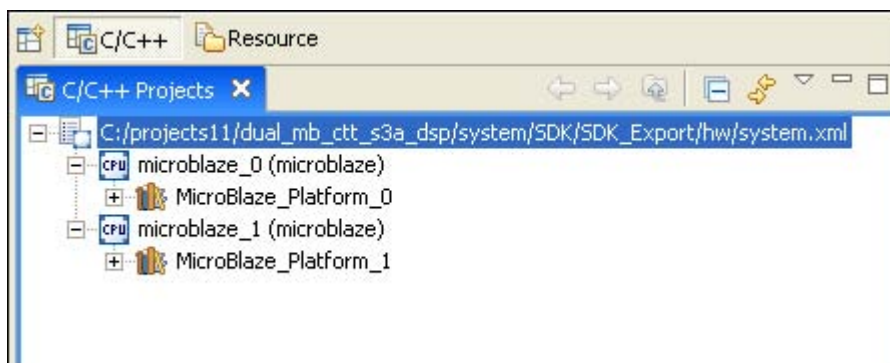 C/C++ Resource
C/C++ Projects
C:/projects11/dual_mb_ctt_s3a_dsp/system/SDK/SDK_Export/hw/system.xml
CPU microblaze_0 (microblaze)
MicroBlaze_Platform_0
CPU microblaze_1 (microblaze)
MicroBlaze_Platform_1